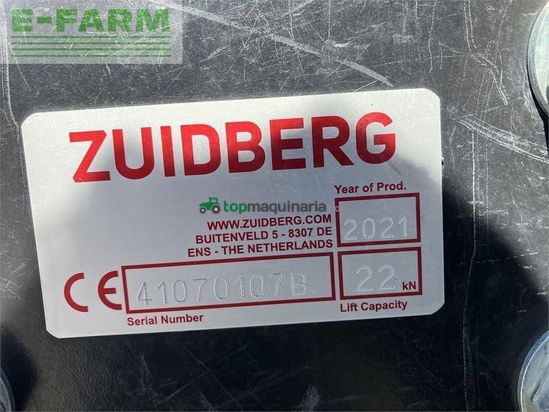 E-FARM
ZUIDBERG
topmaquinaria
Year of Prod.
WWW.ZUIDBERG.COM
BUITENVELD 5 - 8307 DE
ENS - THE NETHERLANDS
2021
CE 41070107B 22 kN
Serial Number Lift Capacity